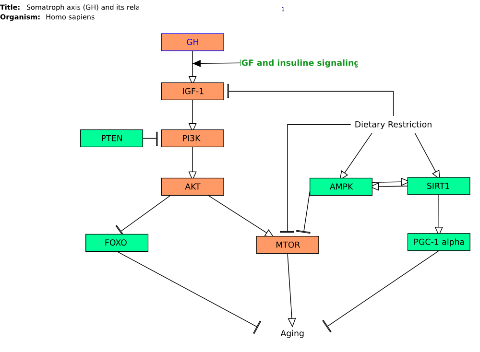 Title: Somatroph axis (GH) and its rela
1
Organism: Homo sapiens
GH
IGF and insuline signaling
IGF-1
Dietary Restriction
PTEN
PI3K
AKT
AMPK
SIRT1
FOXO
MTOR
PGC-1 alpha
Aging